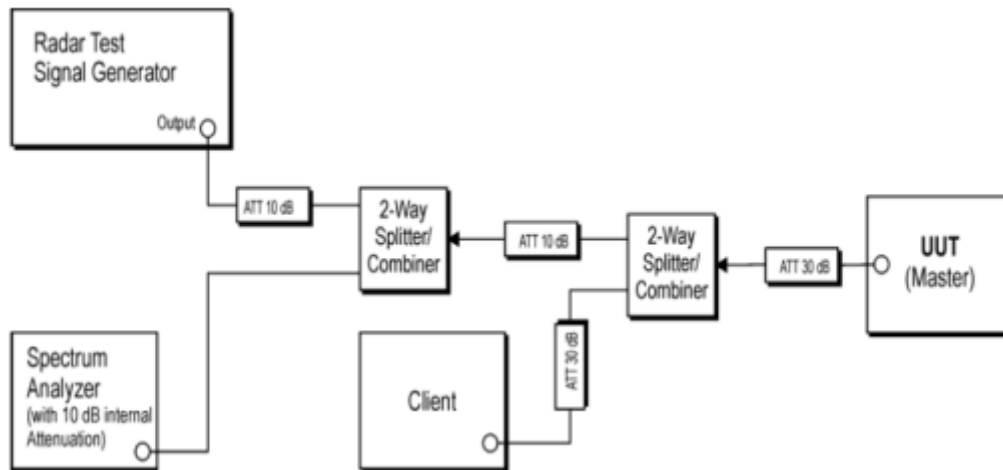 Radar Test
Signal Generator
Output
ATT 10 dB
2-Way
Splitter/
Combiner
ATT 10 dB
2-Way
Splitter/
Combiner
ATT 30 dB
UUT
(Master)
Spectrum
Analyzer
(with 10 dB internal
Attenuation)
Client
ATT 30 dB